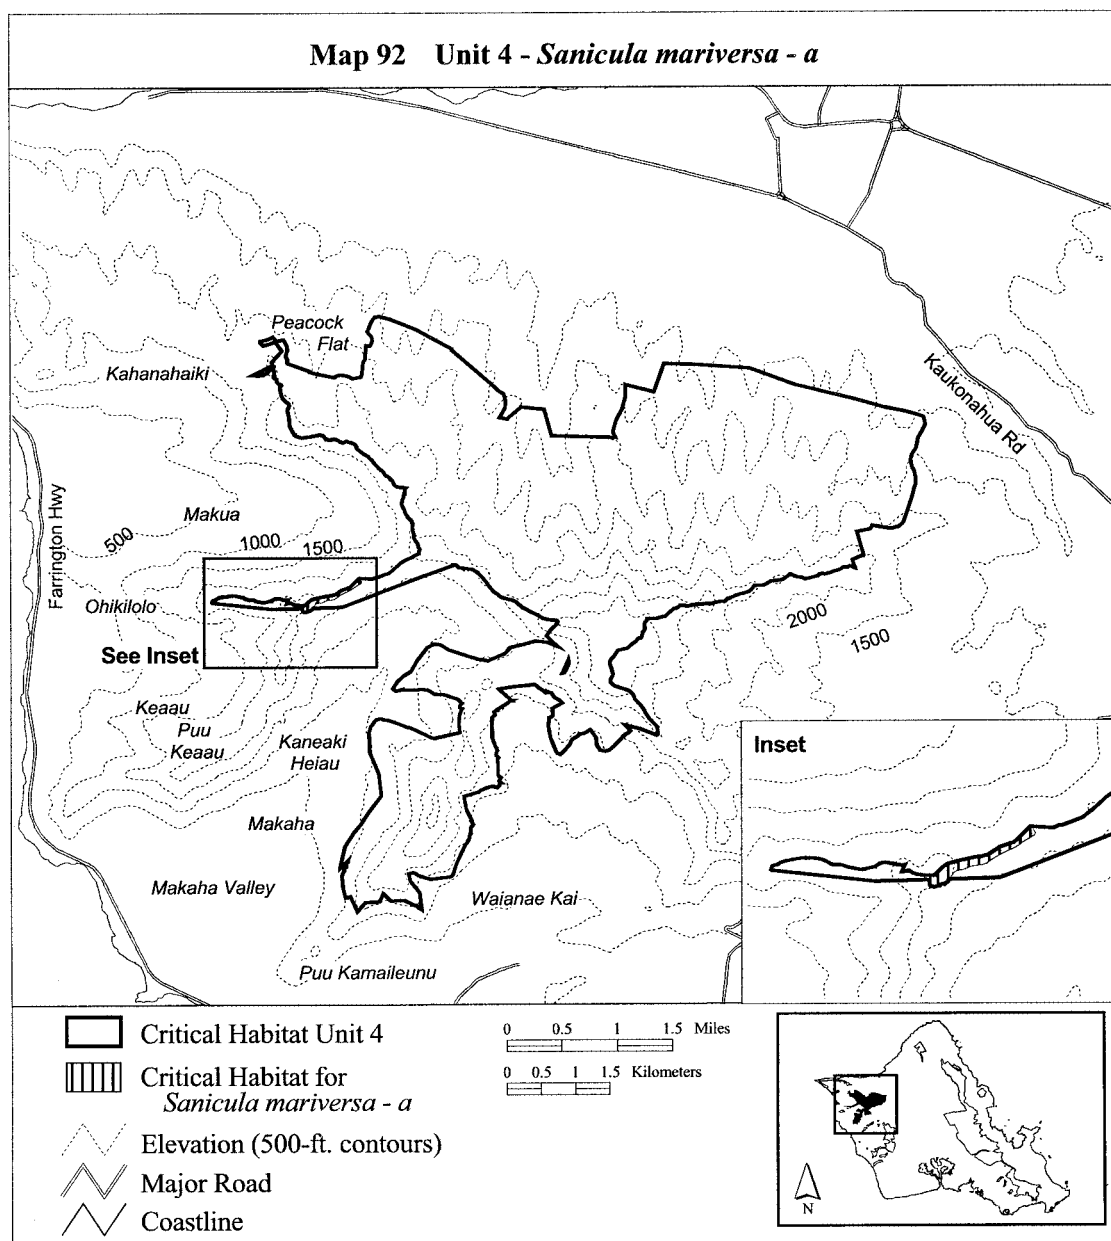 Map 92 Unit 4 - Sanicula mariversa - a
Peacock
Flat
Kahanahaiki
Kaukonahua Rd
Farrington Hwy
Makua
500
1000
1500
Ohikilolo
See Inset
2000
1500
Keaau
Puu
Keaau
Kaneaki
Heiau
Inset
Makaha
Makaha Valley
Waianae Kai
Puu Kamaileunu
Critical Habitat Unit 4
Critical Habitat for
Sanicula mariversa - a
Elevation (500-ft. contours)
Major Road
Coastline
0 0.5 1 1.5 Miles
0 0.5 1 1.5 Kilometers
N